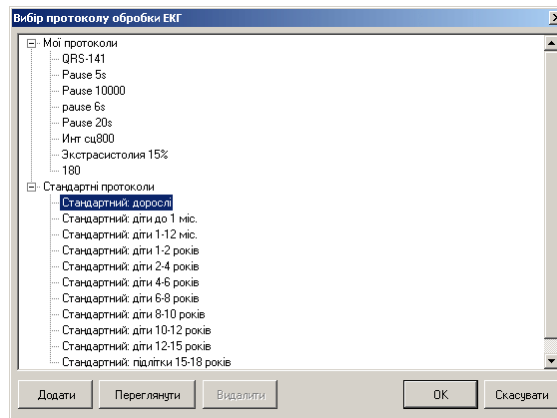 Вибір протоколу обробки ЕКГ
Мої протоколи
QRS-141
Pause 5s
Pause 10000
pause 6s
Pause 20s
Инт сц800
Экстрасистолия 15%
180
Стандартні протоколи
Стандартний: дорослі
Стандартний: діти до 1 міс.
Стандартний: діти 1-12 міс.
Стандартний: діти 1-2 років
Стандартний: діти 2-4 років
Стандартний: діти 4-6 років
Стандартний: діти 6-8 років
Стандартний: діти 8-10 років
Стандартний: діти 10-12 років
Стандартний: діти 12-15 років
Стандартний: підлітки 15-18 років
Додати Переглянути Видалити OK Скасувати